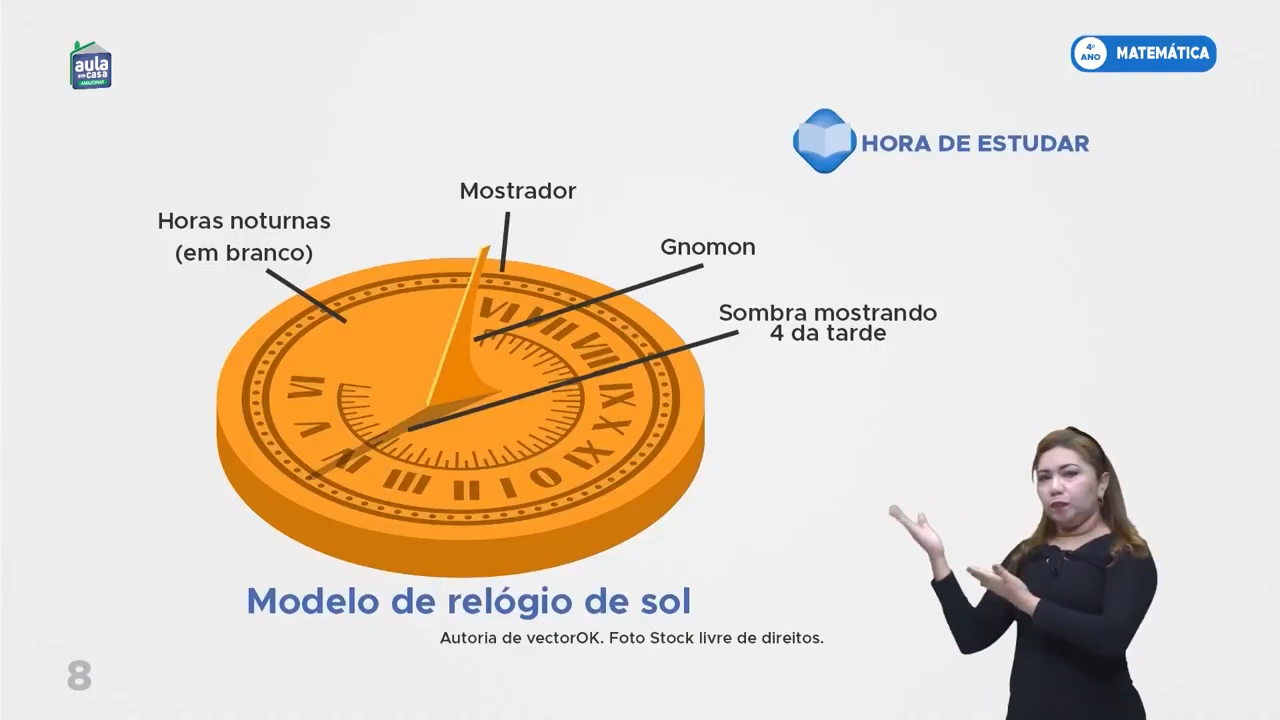 aula
em casa
AMAZONAS
4º
ANO
MATEMÁTICA
HORA DE ESTUDAR
Mostrador
Horas noturnas
(em branco)
Gnomon
Sombra mostrando
4 da tarde
VI
VII
VIII
IX
X
XI
O
I
II
III
IV
V
VI
Modelo de relógio de sol
Autoria de vectorOK. Foto Stock livre de direitos.
8